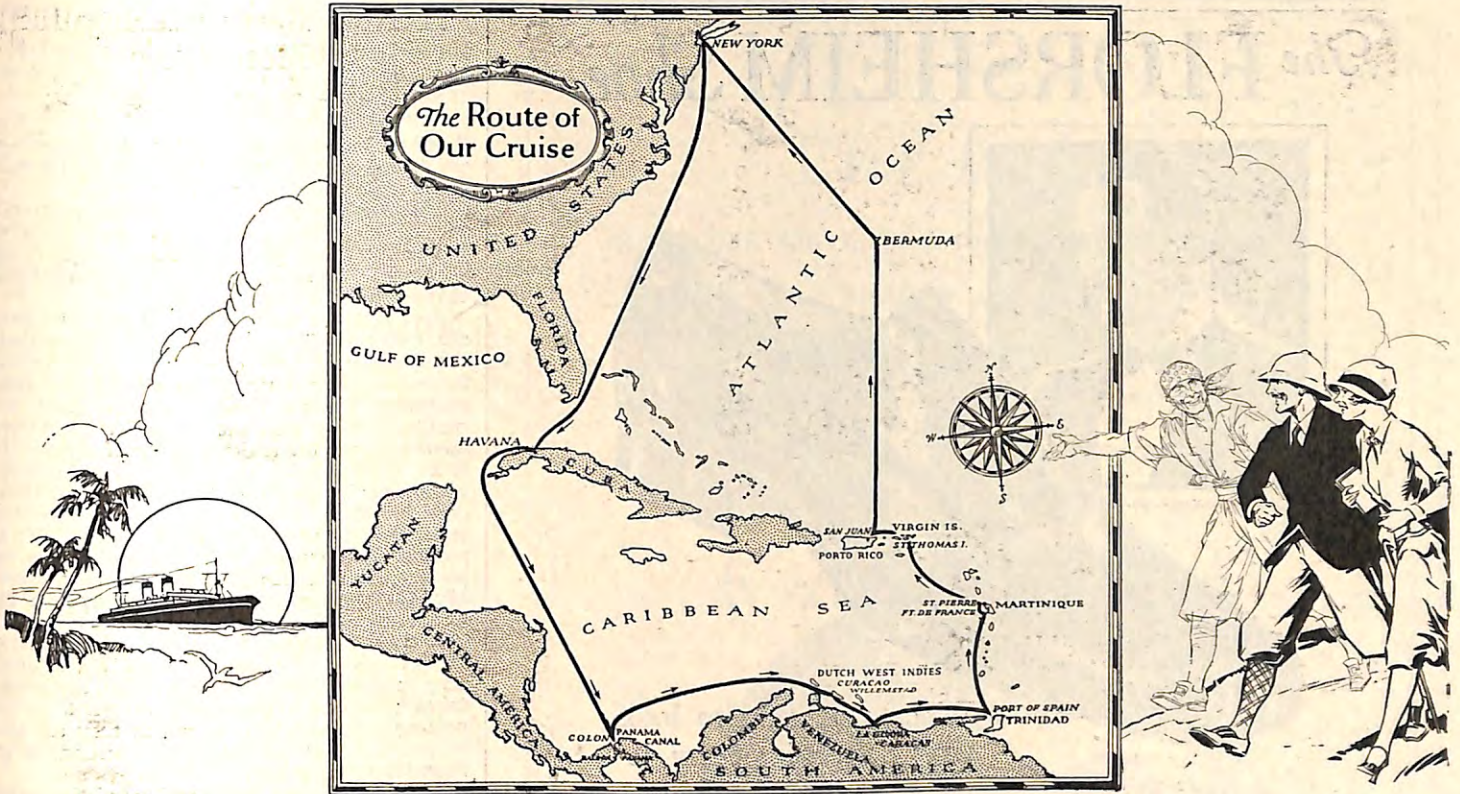 The Route of
Our Cruise
NEW YORK
OCEAN
ATLANTIC
UNITED
STATES
BERMUDA
FLORIDA
GULF OF MEXICO
N
W
E
S
HAVANA
CUBA
YUCATAN
SAN JUAN
VIRGIN IS.
PORTO RICO
ST. THOMAS I.
CARIBBEAN SEA
ST. PIERRE
FT. DE FRANCE
MARTINIQUE
CENTRAL AMERICA
DUTCH WEST INDIES
CURACAO
WILLEMSTAD
PORT OF SPAIN
TRINIDAD
COLON
PANAMA
CANAL
COLOMBIA
VENEZUELA
LA GUAIRA
CARACAS
SOUTH AMERICA
The FLORSHEIM